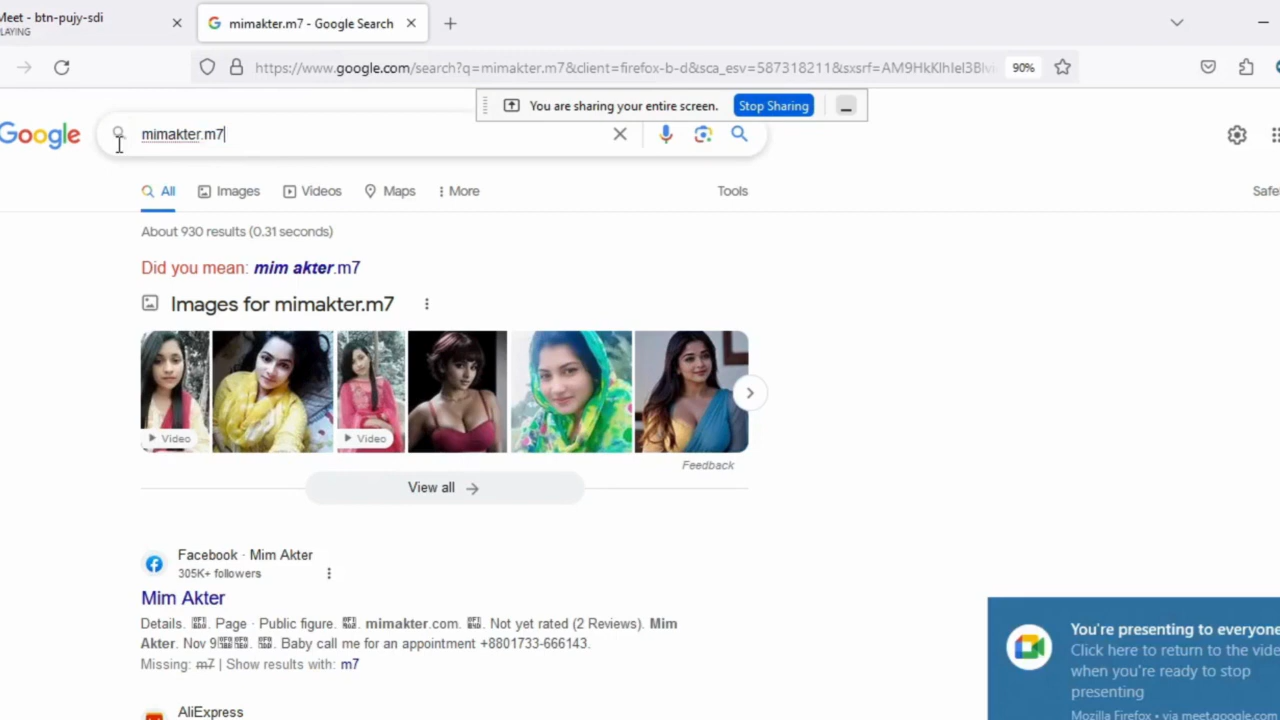 Meet - btn-pujy-sdi
LAYING
mimakter.m7 - Google Search
https://www.google.com/search?q=mimakter.m7&client=firefox-b-d&sca_esv=587318211&sxsrf=
90%
You are sharing your entire screen.
Stop Sharing
Google
mimakter.m7
All
Images
Videos
Maps
More
Tools
Safe
About 930 results (0.31 seconds)
Did you mean: mim akter.m7
Images for mimakter.m7
Video
Video
Feedback
View all
Facebook · Mim Akter
305K+ followers
Mim Akter
Details. Page · Public figure. mimakter.com. Not yet rated (2 Reviews). Mim
Akter. Nov 9 Baby call me for an appointment +8801733-666143.
Missing: m7 | Show results with: m7
AliExpress
You're presenting to everyone
Click here to return to the vide
when you're ready to stop
presenting
Mozilla Firefox • via meet.google.com